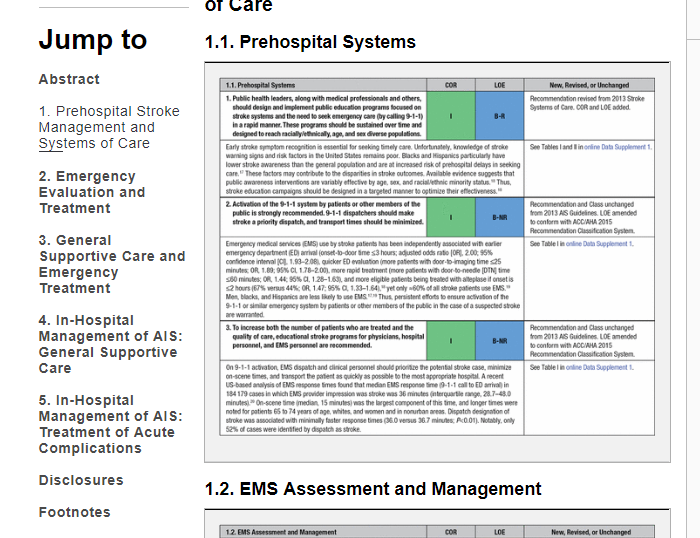 of Care
Jump to
Abstract
1. Prehospital Stroke
Management and
Systems of Care
2. Emergency
Evaluation and
Treatment
3. General
Supportive Care and
Emergency
Treatment
4. In-Hospital
Management of AIS:
General Supportive
Care
5. In-Hospital
Management of AIS:
Treatment of Acute
Complications
Disclosures
Footnotes
1.1. Prehospital Systems
1.1. Prehospital Systems COR LOE New, Revised, or Unchanged
1. Public health leaders, along with medical professionals and others,
should design and implement public education programs focused on
stroke systems and the need to seek emergency care (by calling 9-1-1)
in a rapid manner. These programs should be sustained over time and
designed to reach racially/ethnically, age, and sex diverse populations.
I
B-R
Recommendation revised from 2013 Stroke
Systems of Care. COR and LOE added.
Early stroke symptom recognition is essential for seeking timely care. Unfortunately, knowledge of stroke
warning signs and risk factors in the United States remains poor. Blacks and Hispanics particularly have
lower stroke awareness than the general population and are at increased risk of prehospital delays in seeking
care.¹⁷ These factors may contribute to the disparities in stroke outcomes. Available evidence suggests that
public awareness interventions are variably effective by age, sex, and racial/ethnic minority status.¹⁸ Thus,
stroke education campaigns should be designed in a targeted manner to optimize their effectiveness.¹⁸
See Tables I and II in online Data Supplement 1.
2. Activation of the 9-1-1 system by patients or other members of the
public is strongly recommended. 9-1-1 dispatchers should make
stroke a priority dispatch, and transport times should be minimized.
I
B-NR
Recommendation and Class unchanged
from 2013 AIS Guidelines. LOE amended
to conform with ACC/AHA 2015
Recommendation Classification System.
Emergency medical services (EMS) use by stroke patients has been independently associated with earlier
emergency department (ED) arrival (onset-to-door time ≤3 hours; adjusted odds ratio [OR], 2.00; 95%
confidence interval [CI], 1.93–2.08), quicker ED evaluation (more patients with door-to-imaging time ≤25
minutes; OR, 1.89; 95% CI, 1.78–2.00), more rapid treatment (more patients with door-to-needle [DTN] time
≤60 minutes; OR, 1.44; 95% CI, 1.28–1.63), and more eligible patients being treated with alteplase if onset is
≤2 hours (67% versus 44%; OR, 1.47; 95% CI, 1.33–1.64),¹⁸ yet only ≈60% of all stroke patients use EMS.¹⁹
Men, blacks, and Hispanics are less likely to use EMS.¹⁷,¹⁹ Thus, persistent efforts to ensure activation of the
9-1-1 or similar emergency system by patients or other members of the public in the case of a suspected stroke
are warranted.
See Table I in online Data Supplement 1.
3. To increase both the number of patients who are treated and the
quality of care, educational stroke programs for physicians, hospital
personnel, and EMS personnel are recommended.
I
B-NR
Recommendation and Class unchanged
from 2013 AIS Guidelines. LOE amended
to conform with ACC/AHA 2015
Recommendation Classification System.
On 9-1-1 activation, EMS dispatch and clinical personnel should prioritize the potential stroke case, minimize
on-scene times, and transport the patient as quickly as possible to the most appropriate hospital. A recent
US-based analysis of EMS response times found that median EMS response time (9-1-1 call to ED arrival) in
184 179 cases in which EMS provider impression was stroke was 36 minutes (interquartile range, 28.7–48.0
minutes).²⁰ On-scene time (median, 15 minutes) was the largest component of this time, and longer times were
noted for patients 65 to 74 years of age, whites, and women and in nonurban areas. Dispatch designation of
stroke was associated with minimally faster response times (36.0 versus 36.7 minutes; P<0.01). Notably, only
52% of cases were identified by dispatch as stroke.
See Table I in online Data Supplement 1.
1.2. EMS Assessment and Management
1.2. EMS Assessment and Management COR LOE New, Revised, or Unchanged